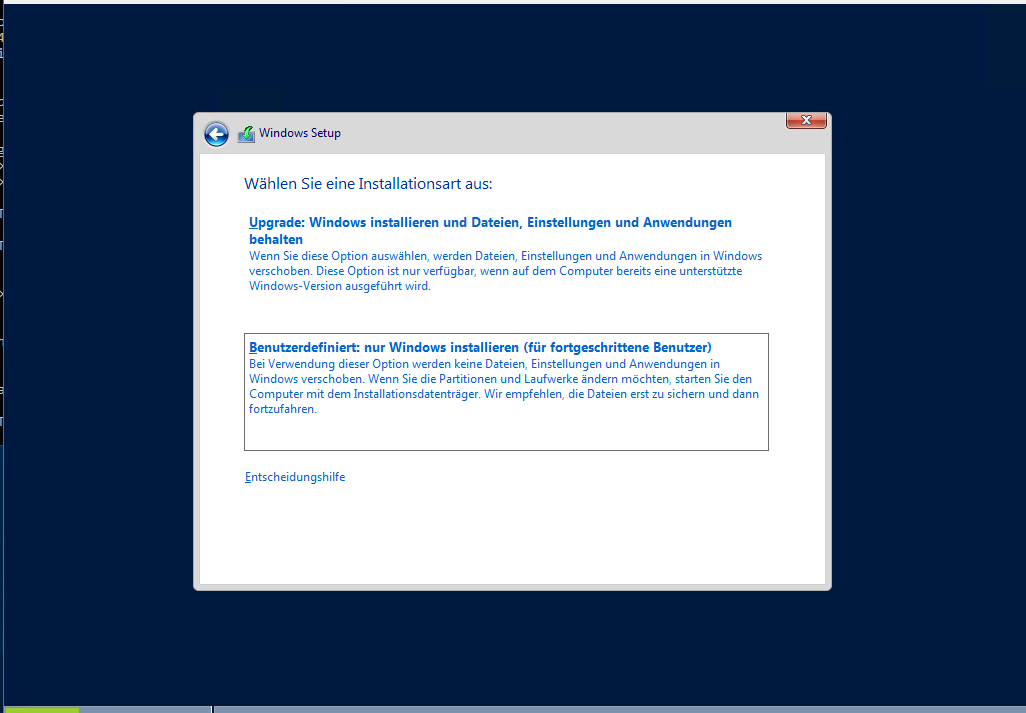 Windows Setup
Wählen Sie eine Installationsart aus:
Upgrade: Windows installieren und Dateien, Einstellungen und Anwendungen
behalten
Wenn Sie diese Option auswählen, werden Dateien, Einstellungen und Anwendungen in Windows
verschoben. Diese Option ist nur verfügbar, wenn auf dem Computer bereits eine unterstützte
Windows-Version ausgeführt wird.
Benutzerdefiniert: nur Windows installieren (für fortgeschrittene Benutzer)
Bei Verwendung dieser Option werden keine Dateien, Einstellungen und Anwendungen in
Windows verschoben. Wenn Sie die Partitionen und Laufwerke ändern möchten, starten Sie den
Computer mit dem Installationsdatenträger. Wir empfehlen, die Dateien erst zu sichern und dann
fortzufahren.
Entscheidungshilfe